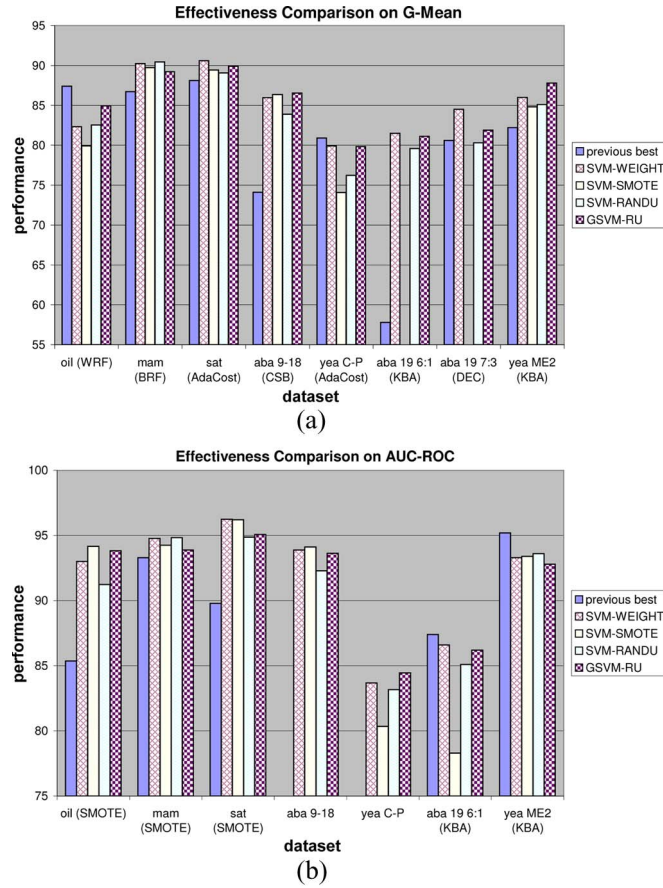 Effectiveness Comparison on G-Mean
95
90
85
80
75
70
65
60
55
performance
oil (WRF) mam sat aba 9-18 yea C-P aba 19 6:1 aba 19 7:3 yea ME2
(BRF) (AdaCost) (CSB) (AdaCost) (KBA) (DEC) (KBA)
dataset
previous best
SVM-WEIGHT
SVM-SMOTE
SVM-RANDU
GSVM-RU
(a)
Effectiveness Comparison on AUC-ROC
100
95
90
85
80
75
performance
oil (SMOTE) mam sat aba 9-18 yea C-P aba 19 6:1 yea ME2
(SMOTE) (SMOTE) (KBA) (KBA)
dataset
previous best
SVM-WEIGHT
SVM-SMOTE
SVM-RANDU
GSVM-RU
(b)